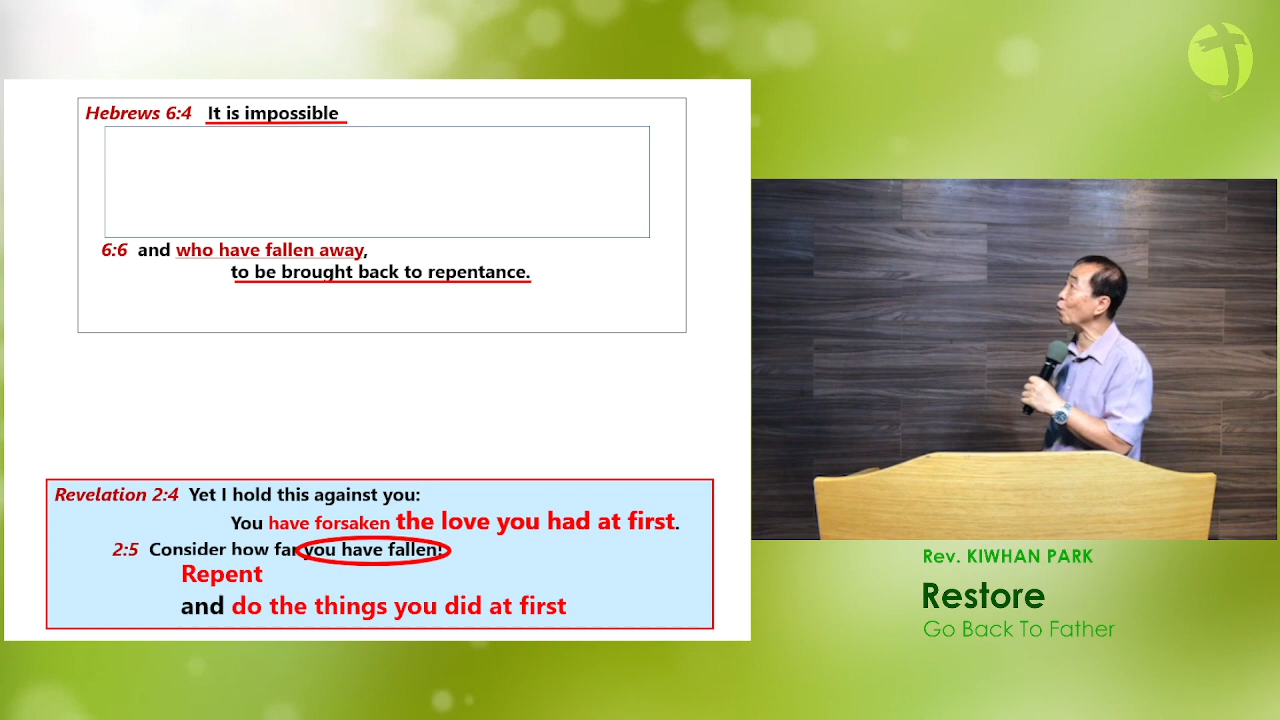 Hebrews 6:4 It is impossible
6:6 and who have fallen away,
to be brought back to repentance.
Revelation 2:4 Yet I hold this against you:
You have forsaken the love you had at first.
2:5 Consider how far you have fallen!
Repent
and do the things you did at first
Rev. KIWHAN PARK
Restore
Go Back To Father